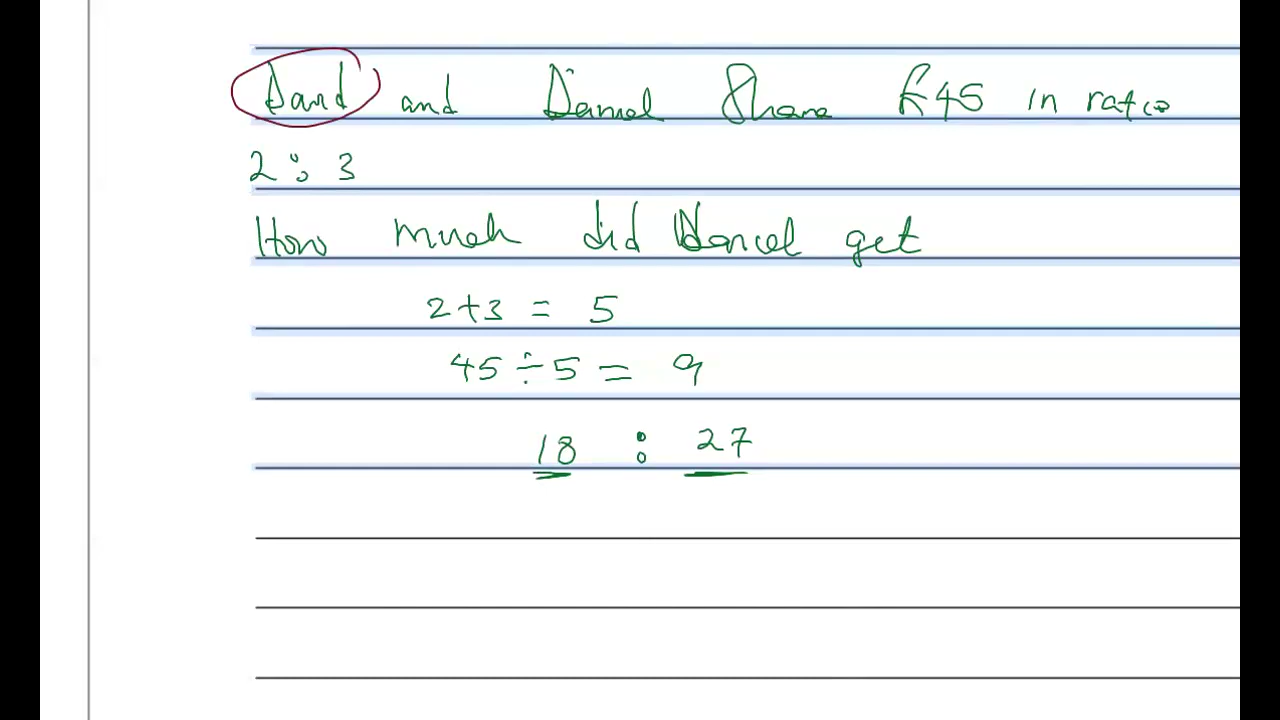 David and Daniel Share £45 in ratio
2 : 3
How much did Daniel get
2+3 = 5
45 ÷ 5 = 9
18 : 27